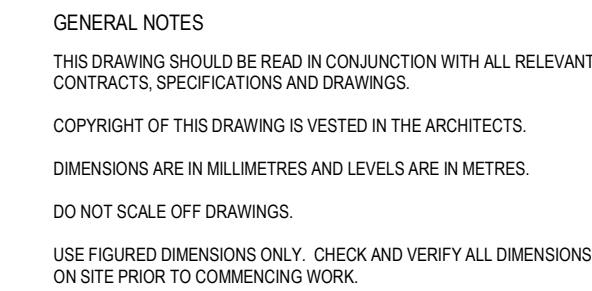 GENERAL NOTES
THIS DRAWING SHOULD BE READ IN CONJUNCTION WITH ALL RELEVANT
CONTRACTS, SPECIFICATIONS AND DRAWINGS.
COPYRIGHT OF THIS DRAWING IS VESTED IN THE ARCHITECTS.
DIMENSIONS ARE IN MILLIMETRES AND LEVELS ARE IN METRES.
DO NOT SCALE OFF DRAWINGS.
USE FIGURED DIMENSIONS ONLY.  CHECK AND VERIFY ALL DIMENSIONS
ON SITE PRIOR TO COMMENCING WORK.